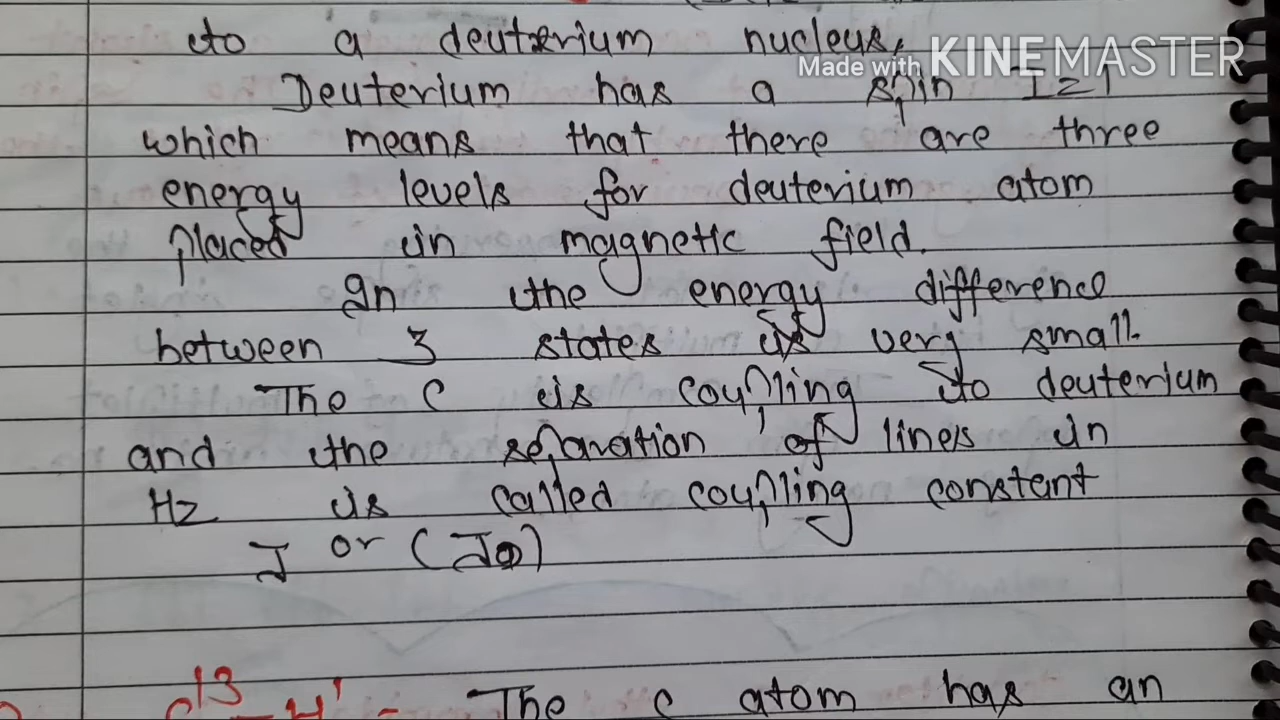 to a deuterium nucleus.
Made with KINEMASTER
Deuterium has a spin I=1
which means that there are three
energy levels for deuterium atom
placed in magnetic field.
In the energy difference
between 3 states is very small.
The C is coupling to deuterium
and the separation of lines in
Hz is called coupling constant
J or
C13-H1 - The C atom has an